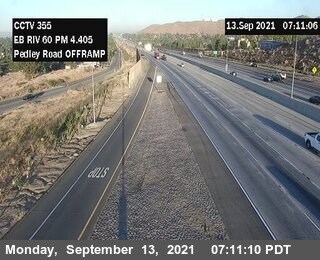 CCTV 355
13.Sep 2021 07:11:06
EB RIV 60 PM 4.405
Pedley Road OFFRAMP
STOP
Monday, September 13, 2021 07:11:10 PDT